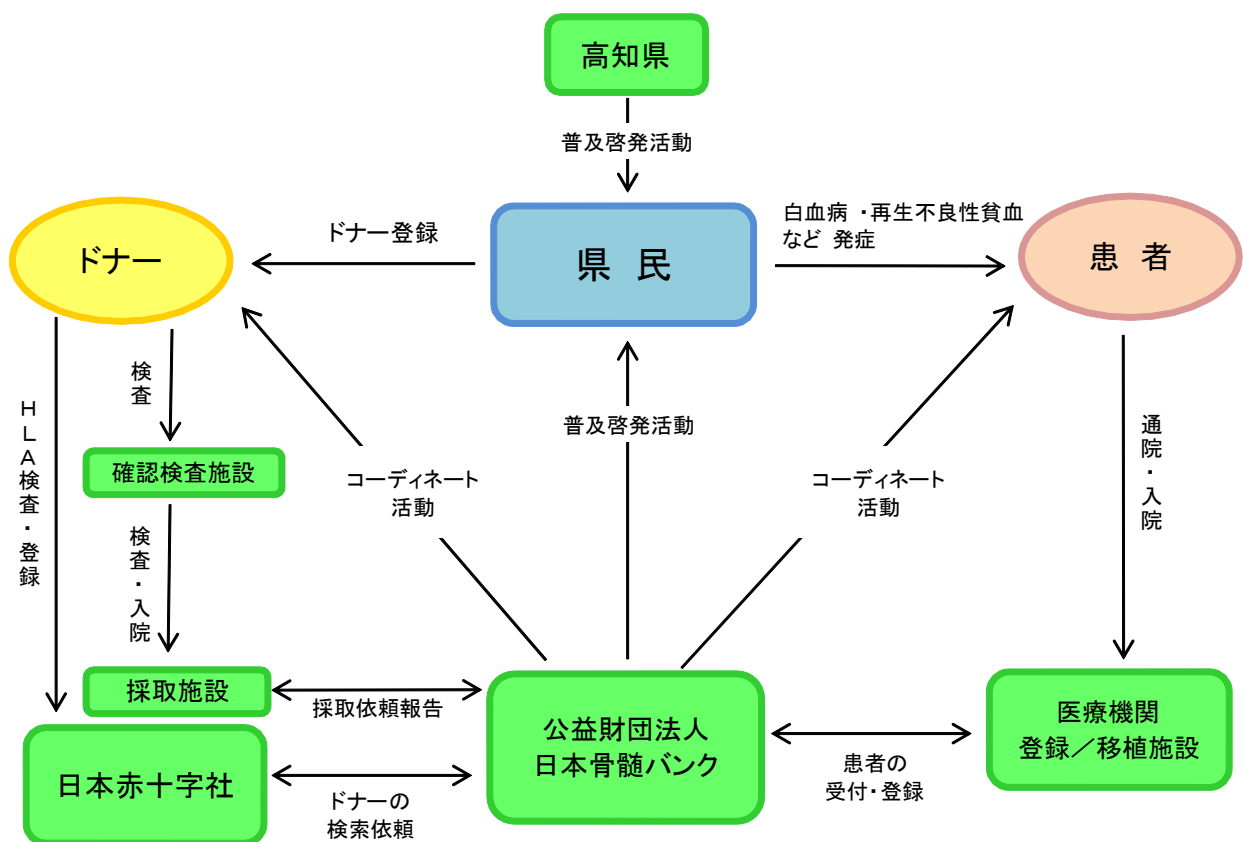 高知県
普及啓発活動
ドナー
ドナー登録
県 民
白血病 ・再生不良性貧血
など 発症
患 者
検査
HLA検査・登録
確認検査施設
検査・入院
コーディネート
活動
普及啓発活動
コーディネート
活動
通院・入院
採取施設
採取依頼報告
公益財団法人
日本骨髄バンク
医療機関
登録／移植施設
日本赤十字社
ドナーの
検索依頼
患者の
受付・登録